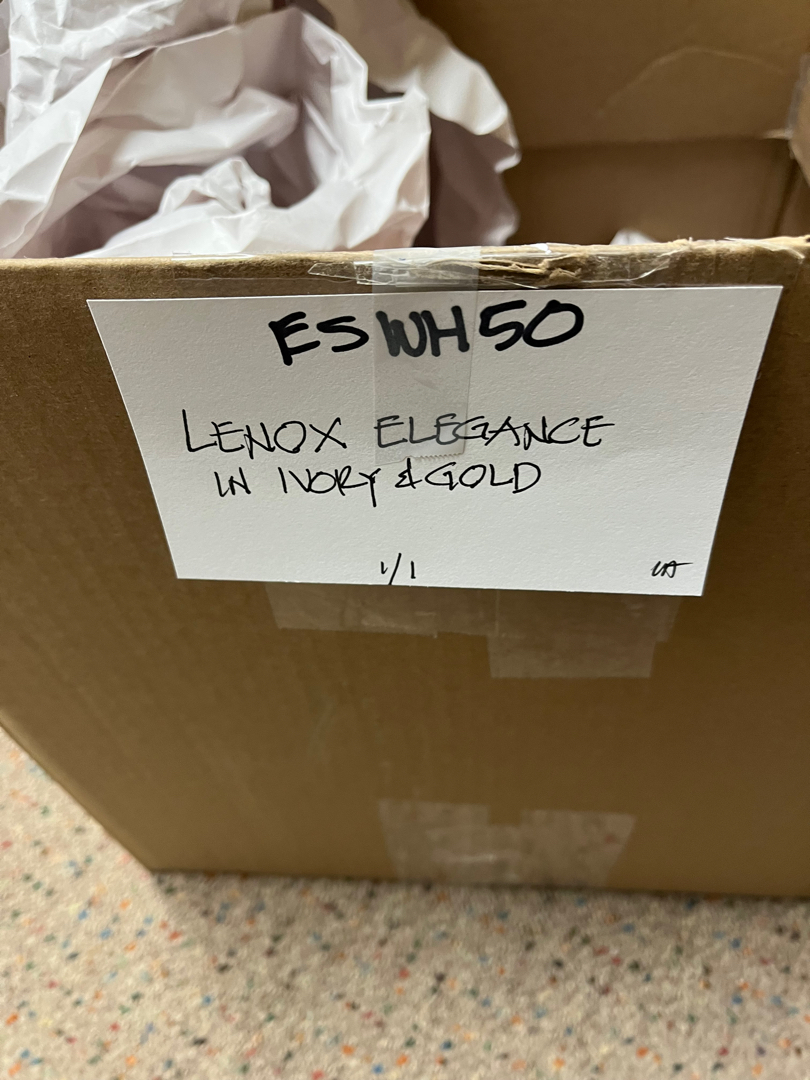 ESWH50
LENOX ELEGANCE
IN IVORY & GOLD
1/1